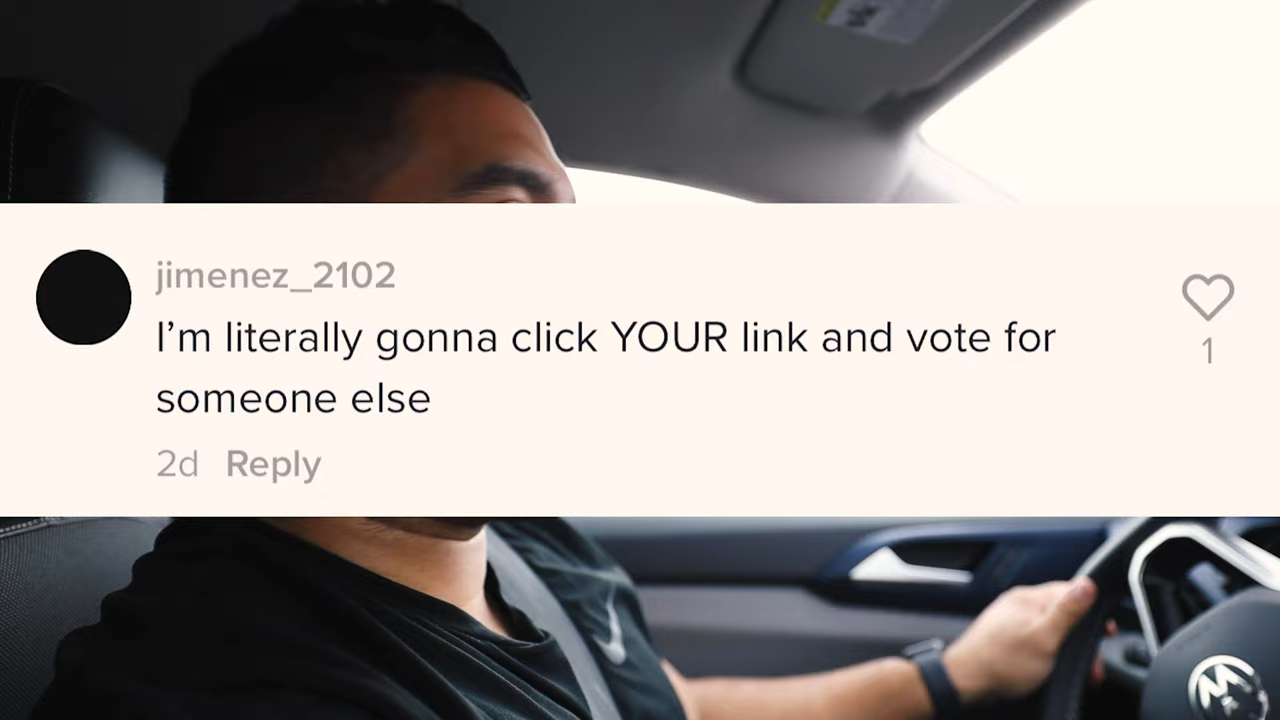 jimenez_2102
I’m literally gonna click YOUR link and vote for
someone else
2d Reply
1